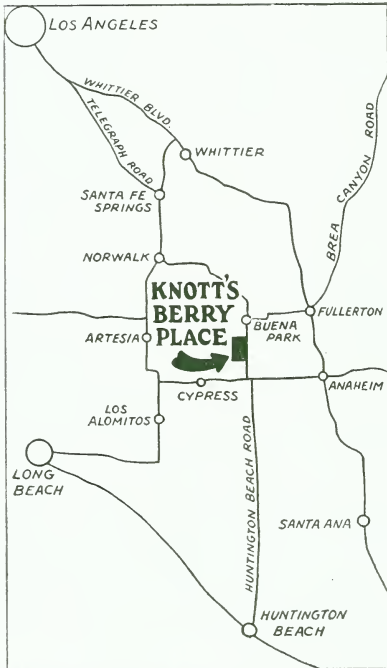 LOS ANGELES
WHITTIER BLVD.
TELEGRAPH ROAD
WHITTIER
BREA CANYON ROAD
SANTA FE
SPRINGS
NORWALK
KNOTT'S
BERRY
PLACE
FULLERTON
BUENA
PARK
ARTESIA
CYPRESS
ANAHEIM
LOS
ALOMITOS
HUNTINGTON BEACH ROAD
LONG
BEACH
SANTA ANA
HUNTINGTON
BEACH